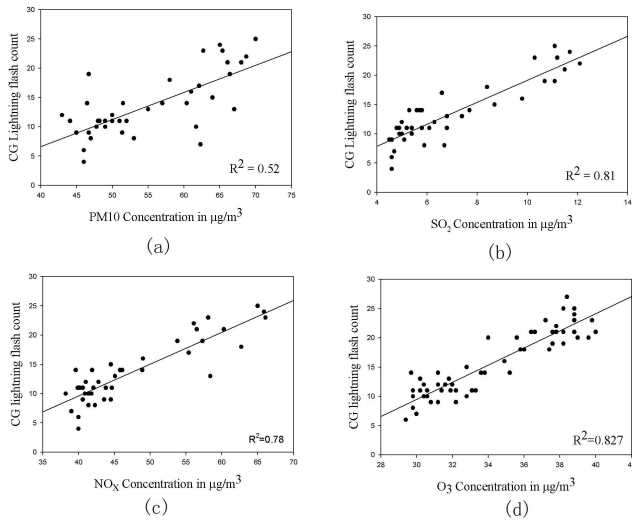 CG Lightning flash count
30
25
20
15
10
5
0
R² = 0.52
40 45 50 55 60 65 70 75
PM10 Concentration in µg/m³
(a)
CG Lightning flash count
30
25
20
15
10
5
0
R² = 0.81
4 6 8 10 12 14
SO₂ Concentration in µg/m³
(b)
CG lightning flash count
30
25
20
15
10
5
0
R²=0.78
35 40 45 50 55 60 65 70
NOX Concentration in µg/m³
(c)
CG lightning flash count
30
25
20
15
10
5
0
R²=0.827
28 30 32 34 36 38 40 42
O3 Concentration in µg/m³
(d)